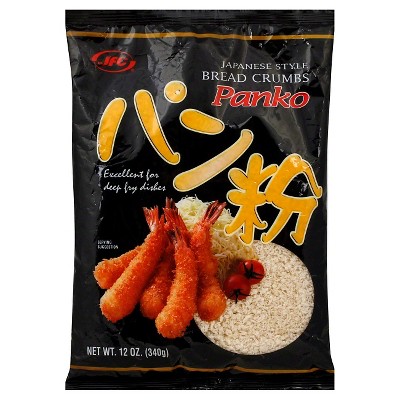 JFC
JAPANESE STYLE
BREAD CRUMBS
Panko
パン粉
Excellent for
deep fry dishes
SERVING
SUGGESTION
NET WT. 12 OZ. (340g)